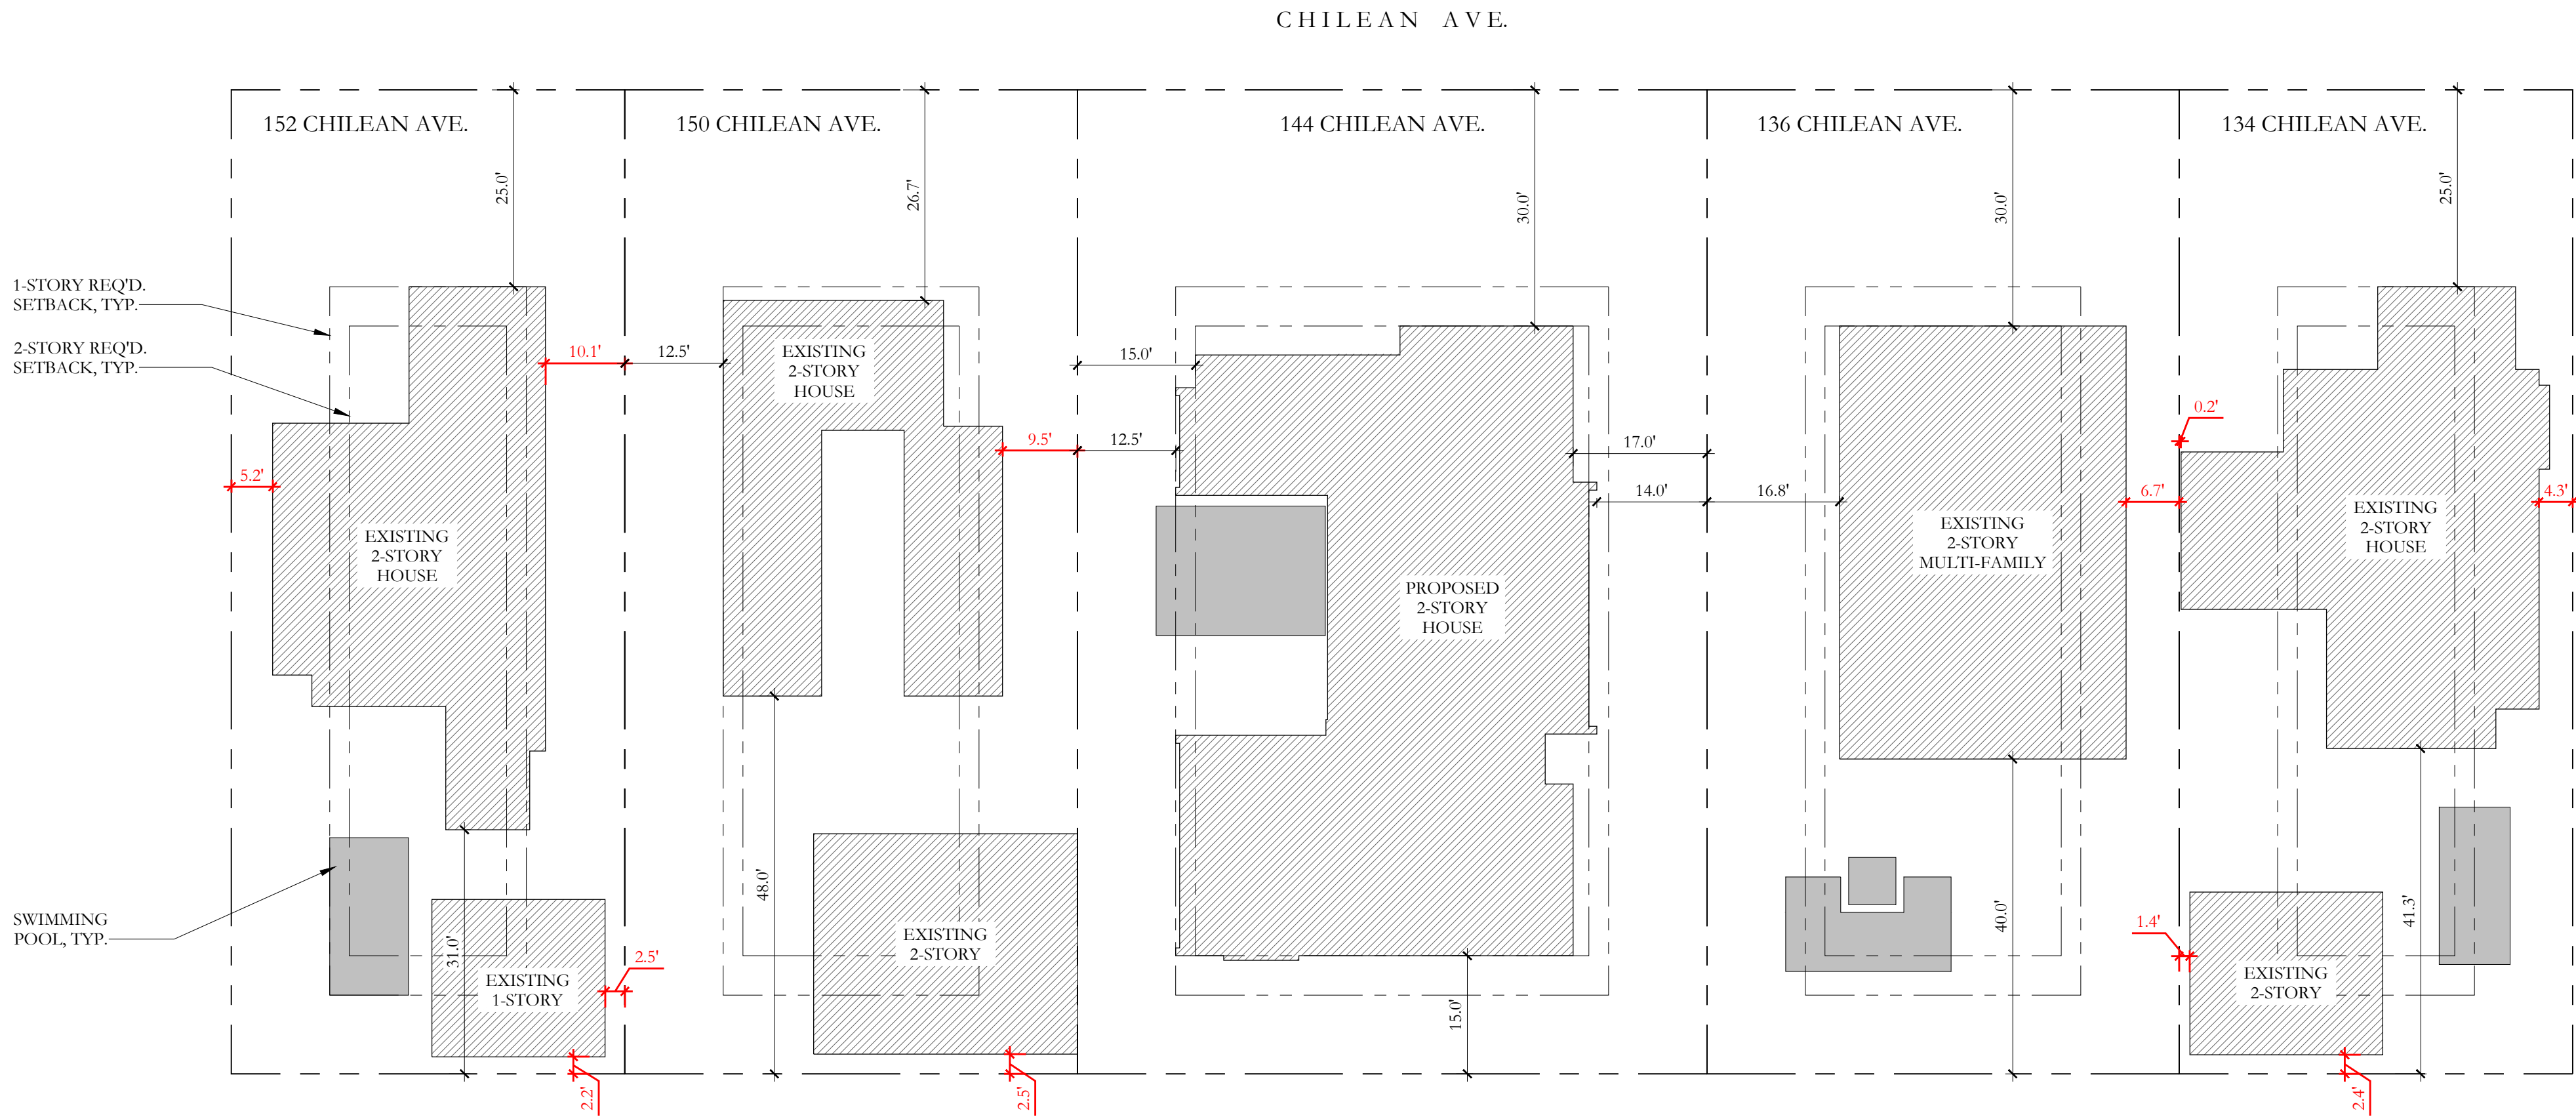 CHILEAN AVE.
152 CHILEAN AVE.
150 CHILEAN AVE.
144 CHILEAN AVE.
136 CHILEAN AVE.
134 CHILEAN AVE.
25.0'
26.7'
30.0'
30.0'
25.0'
1-STORY REQ'D.
SETBACK, TYP.
2-STORY REQ'D.
SETBACK, TYP.
10.1'
12.5'
EXISTING
2-STORY
HOUSE
15.0'
9.5'
12.5'
17.0'
0.2'
5.2'
14.0'
16.8'
6.7'
4.3'
EXISTING
2-STORY
HOUSE
EXISTING
2-STORY
MULTI-FAMILY
EXISTING
2-STORY
HOUSE
PROPOSED
2-STORY
HOUSE
SWIMMING
POOL, TYP.
31.0'
48.0'
40.0'
41.3'
EXISTING
1-STORY
2.5'
EXISTING
2-STORY
15.0'
1.4'
EXISTING
2-STORY
2.2'
2.5'
2.4'